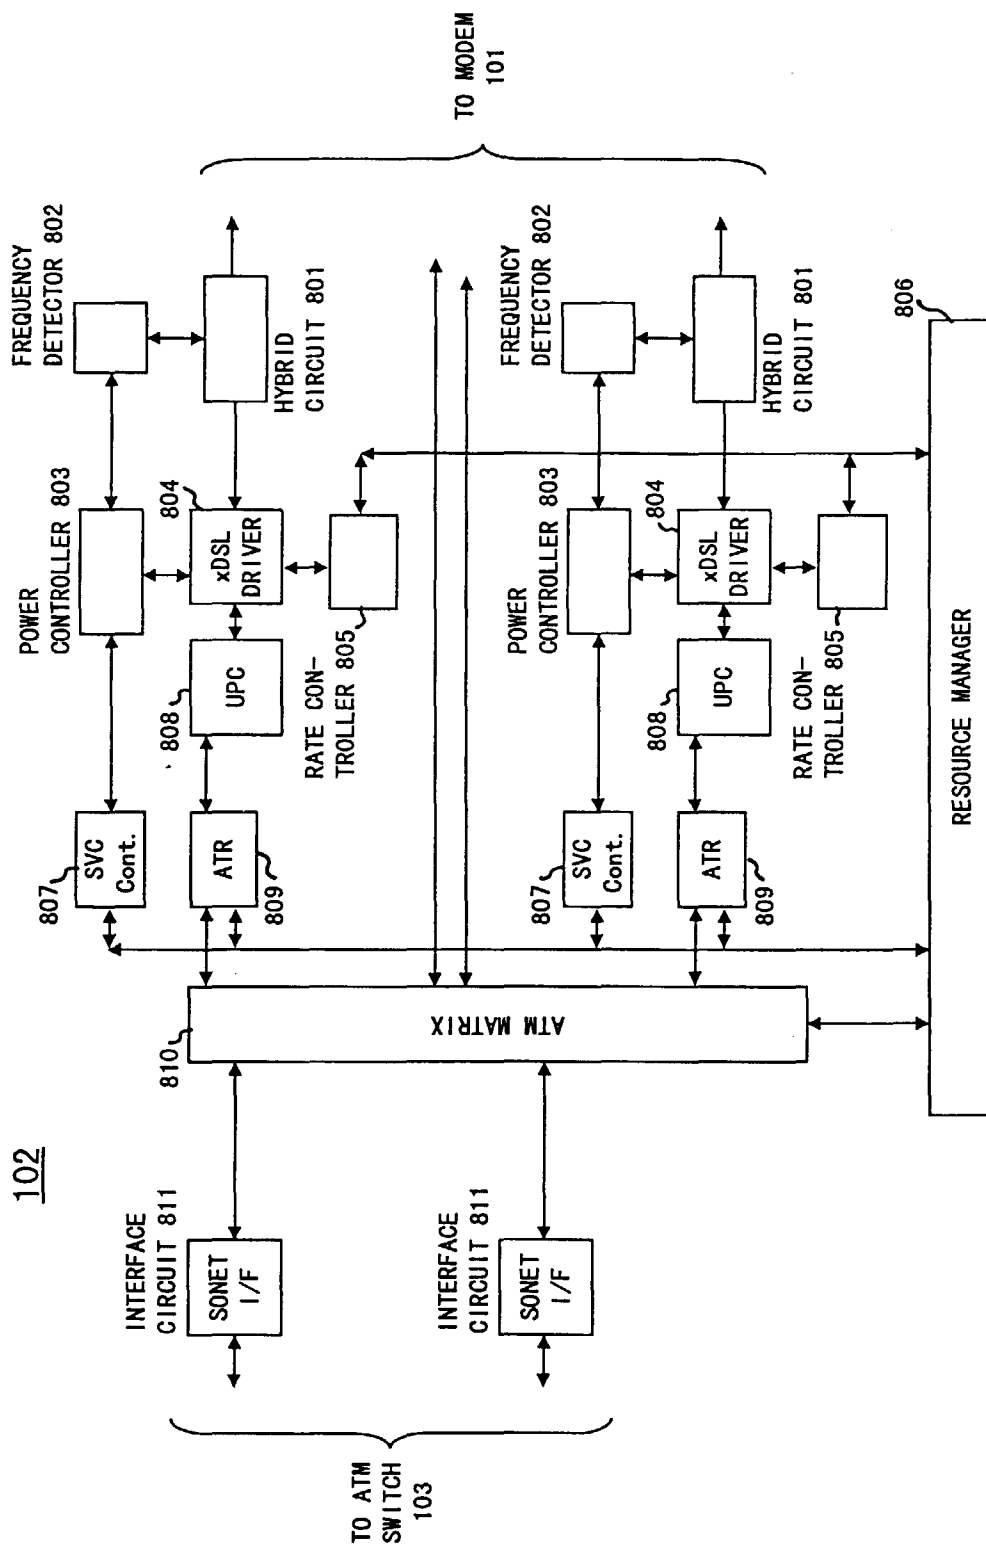 102
TO ATM
SWITCH
103
INTERFACE
CIRCUIT 811
SONET
I/F
INTERFACE
CIRCUIT 811
SONET
I/F
810
ATM MATRIX
807
SVC
Cont.
ATR
809
POWER
CONTROLLER 803
808
UPC
804
xDSL
DRIVER
RATE CON-
TROLLER 805
FREQUENCY
DETECTOR 802
HYBRID
CIRCUIT 801
807
SVC
Cont.
ATR
809
POWER
CONTROLLER 803
808
UPC
804
xDSL
DRIVER
RATE CON-
TROLLER 805
FREQUENCY
DETECTOR 802
HYBRID
CIRCUIT 801
TO MODEM
101
806
RESOURCE MANAGER